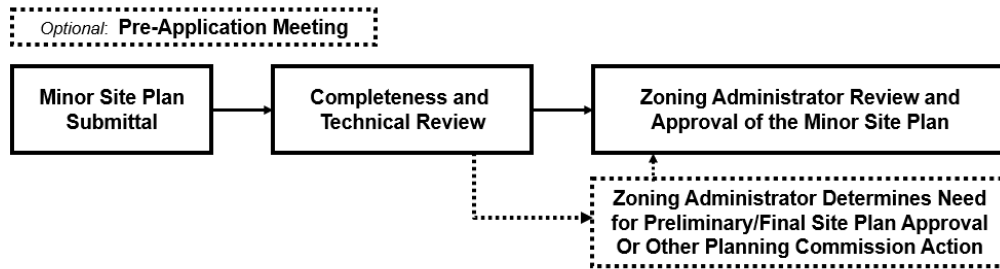 Optional: Pre-Application Meeting
Minor Site Plan
Submittal
Completeness and
Technical Review
Zoning Administrator Review and
Approval of the Minor Site Plan
Zoning Administrator Determines Need
for Preliminary/Final Site Plan Approval
Or Other Planning Commission Action